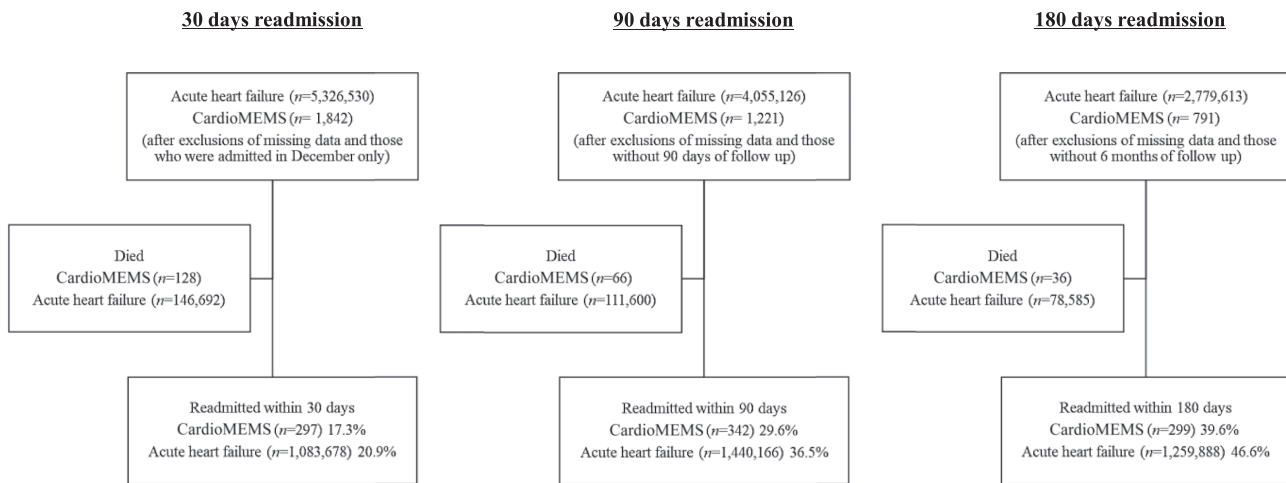 30 days readmission
Acute heart failure (n=5,326,530)
CardioMEMS (n= 1,842)
(after exclusions of missing data and those
who were admitted in December only)
Died
CardioMEMS (n=128)
Acute heart failure (n=146,692)
Readmitted within 30 days
CardioMEMS (n=297) 17.3%
Acute heart failure (n=1,083,678) 20.9%
90 days readmission
Acute heart failure (n=4,055,126)
CardioMEMS (n= 1,221)
(after exclusions of missing data and those
without 90 days of follow up)
Died
CardioMEMS (n=66)
Acute heart failure (n=111,600)
Readmitted within 90 days
CardioMEMS (n=342) 29.6%
Acute heart failure (n=1,440,166) 36.5%
180 days readmission
Acute heart failure (n=2,779,613)
CardioMEMS (n= 791)
(after exclusions of missing data and those
without 6 months of follow up)
Died
CardioMEMS (n=36)
Acute heart failure (n=78,585)
Readmitted within 180 days
CardioMEMS (n=299) 39.6%
Acute heart failure (n=1,259,888) 46.6%